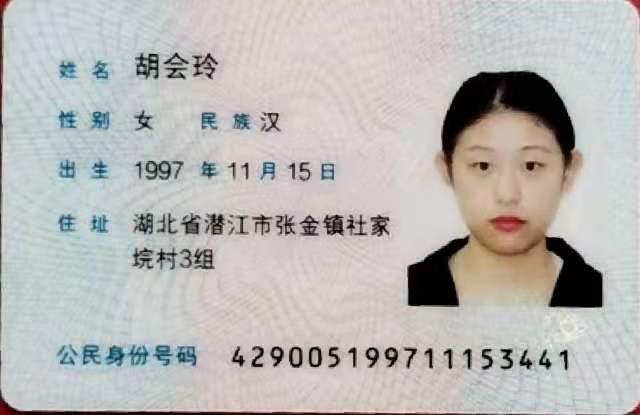 姓名 胡会玲
性别 女 民族 汉
出生 1997 年 11 月 15 日
住址 湖北省潜江市张金镇社家
垸村3组
公民身份号码 429005199711153441